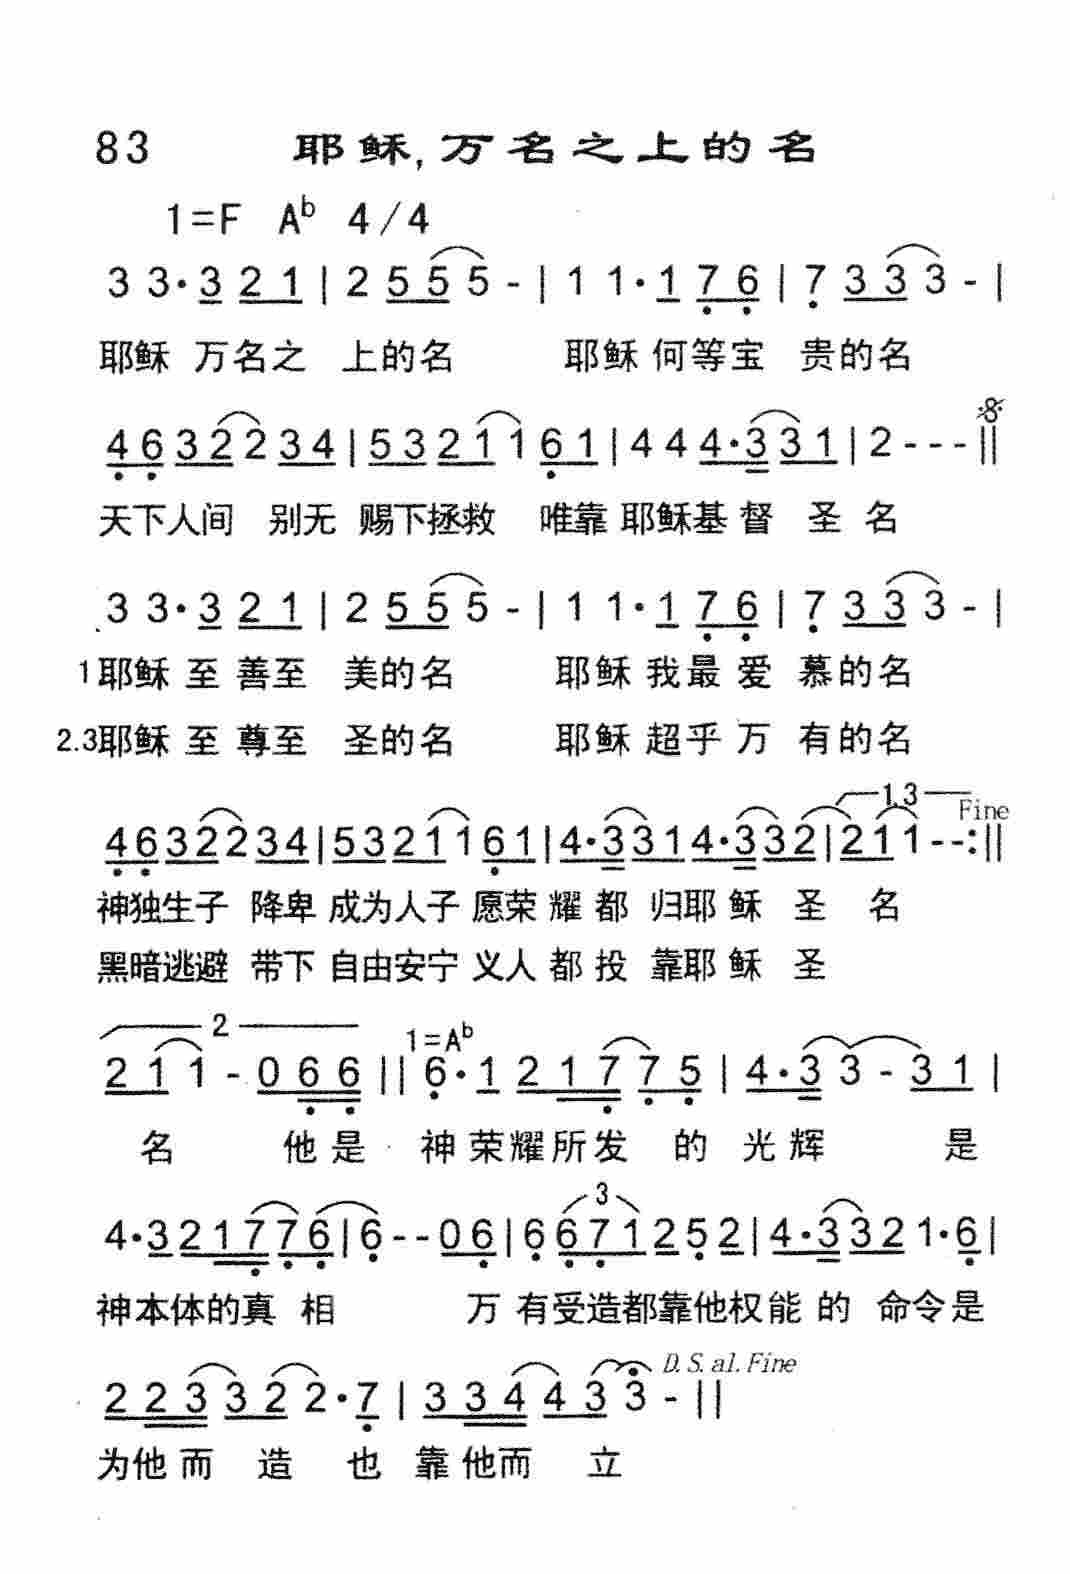 83 耶稣,万名之上的名
1=F A♭ 4/4
3 3·3 2 1 | 2 5 5 5 - | 1 1·1 7 6 | 7 3 3 3 - |
耶稣 万名之 上的名 耶稣 何等宝 贵的名
4 6 3 2 2 3 4 | 5 3 2 1 1 6 1 | 4 4 4·3 3 1 | 2 - - - ||
天下人间 别无 赐下拯救 唯靠 耶稣基 督 圣 名
3 3·3 2 1 | 2 5 5 5 - | 1 1·1 7 6 | 7 3 3 3 - |
1耶稣 至 善至 美的名 耶稣 我最 爱 慕的名
2.3耶稣 至 尊至 圣的名 耶稣 超乎 万 有的名
1.3 Fine
4 6 3 2 2 3 4 | 5 3 2 1 1 6 1 | 4·3 3 1 4·3 3 2 | 2 1 1 - - :||
神独生子 降卑 成为人子 愿荣 耀 都 归耶 稣 圣 名
黑暗逃避 带下 自由安宁 义人 都 投 靠耶 稣 圣
2 1=A♭
2 1 1 - 0 6 6 || 6·1 2 1 7 7 5 | 4·3 3 - 3 1 |
名 他是 神荣耀所发 的 光辉 是
3
4·3 2 1 7 7 6 | 6 - - 0 6 | 6 6 7 1 2 5 2 | 4·3 3 2 1·6 |
神本体的真 相 万 有受造都靠他权能 的 命令是
D.S.al.Fine
2 2 3 3 2 2·7 | 3 3 4 4 3 3 - ||
为他 而 造 也 靠 他而 立